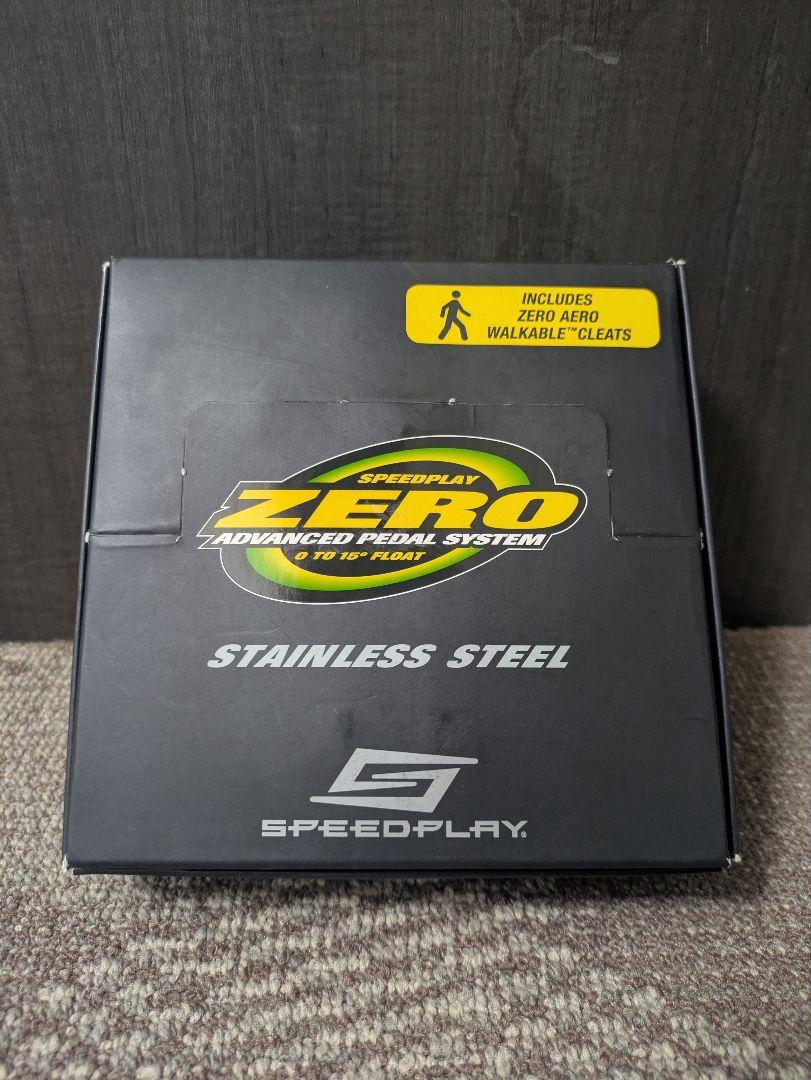 INCLUDES
ZERO AERO
WALKABLE™CLEATS
SPEEDPLAY
ZERO
ADVANCED PEDAL SYSTEM
0 TO 15° FLOAT
STAINLESS STEEL
SPEEDPLAY®